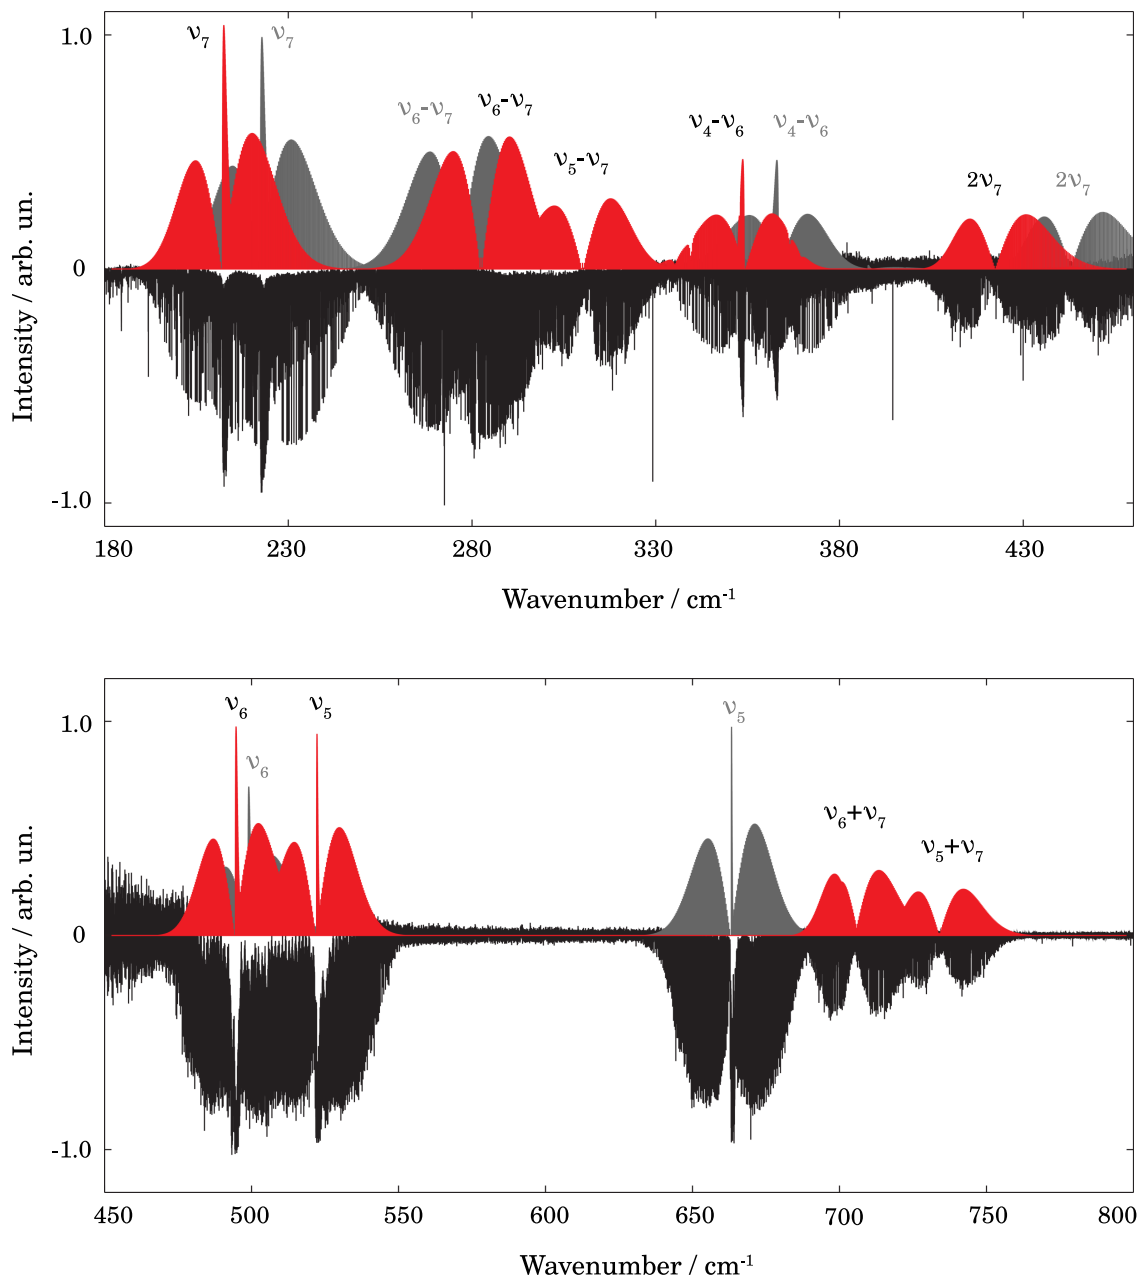 1.0
ν₇ ν₇
ν₆-ν₇ ν₆-ν₇
ν₅-ν₇
ν₄-ν₆ ν₄-ν₆
2ν₇ 2ν₇
0
-1.0
Intensity / arb. un.
180 230 280 330 380 430
Wavenumber / cm⁻¹
1.0
ν₆ ν₅ ν₅
ν₆
ν₆+ν₇
ν₅+ν₇
0
-1.0
Intensity / arb. un.
450 500 550 600 650 700 750 800
Wavenumber / cm⁻¹